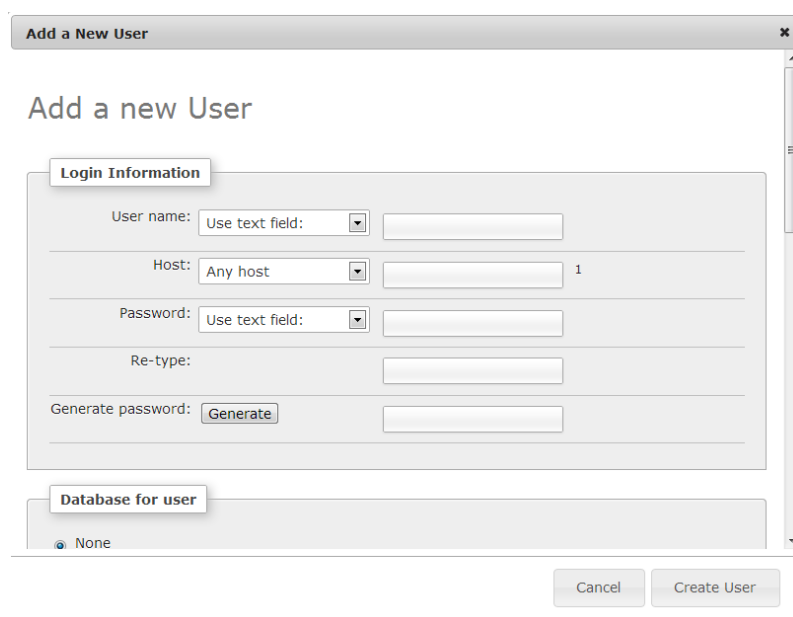 Add a New User
Add a new User
Login Information
User name: Use text field:
Host: Any host 1
Password: Use text field:
Re-type:
Generate password: Generate
Database for user
None
Cancel Create User